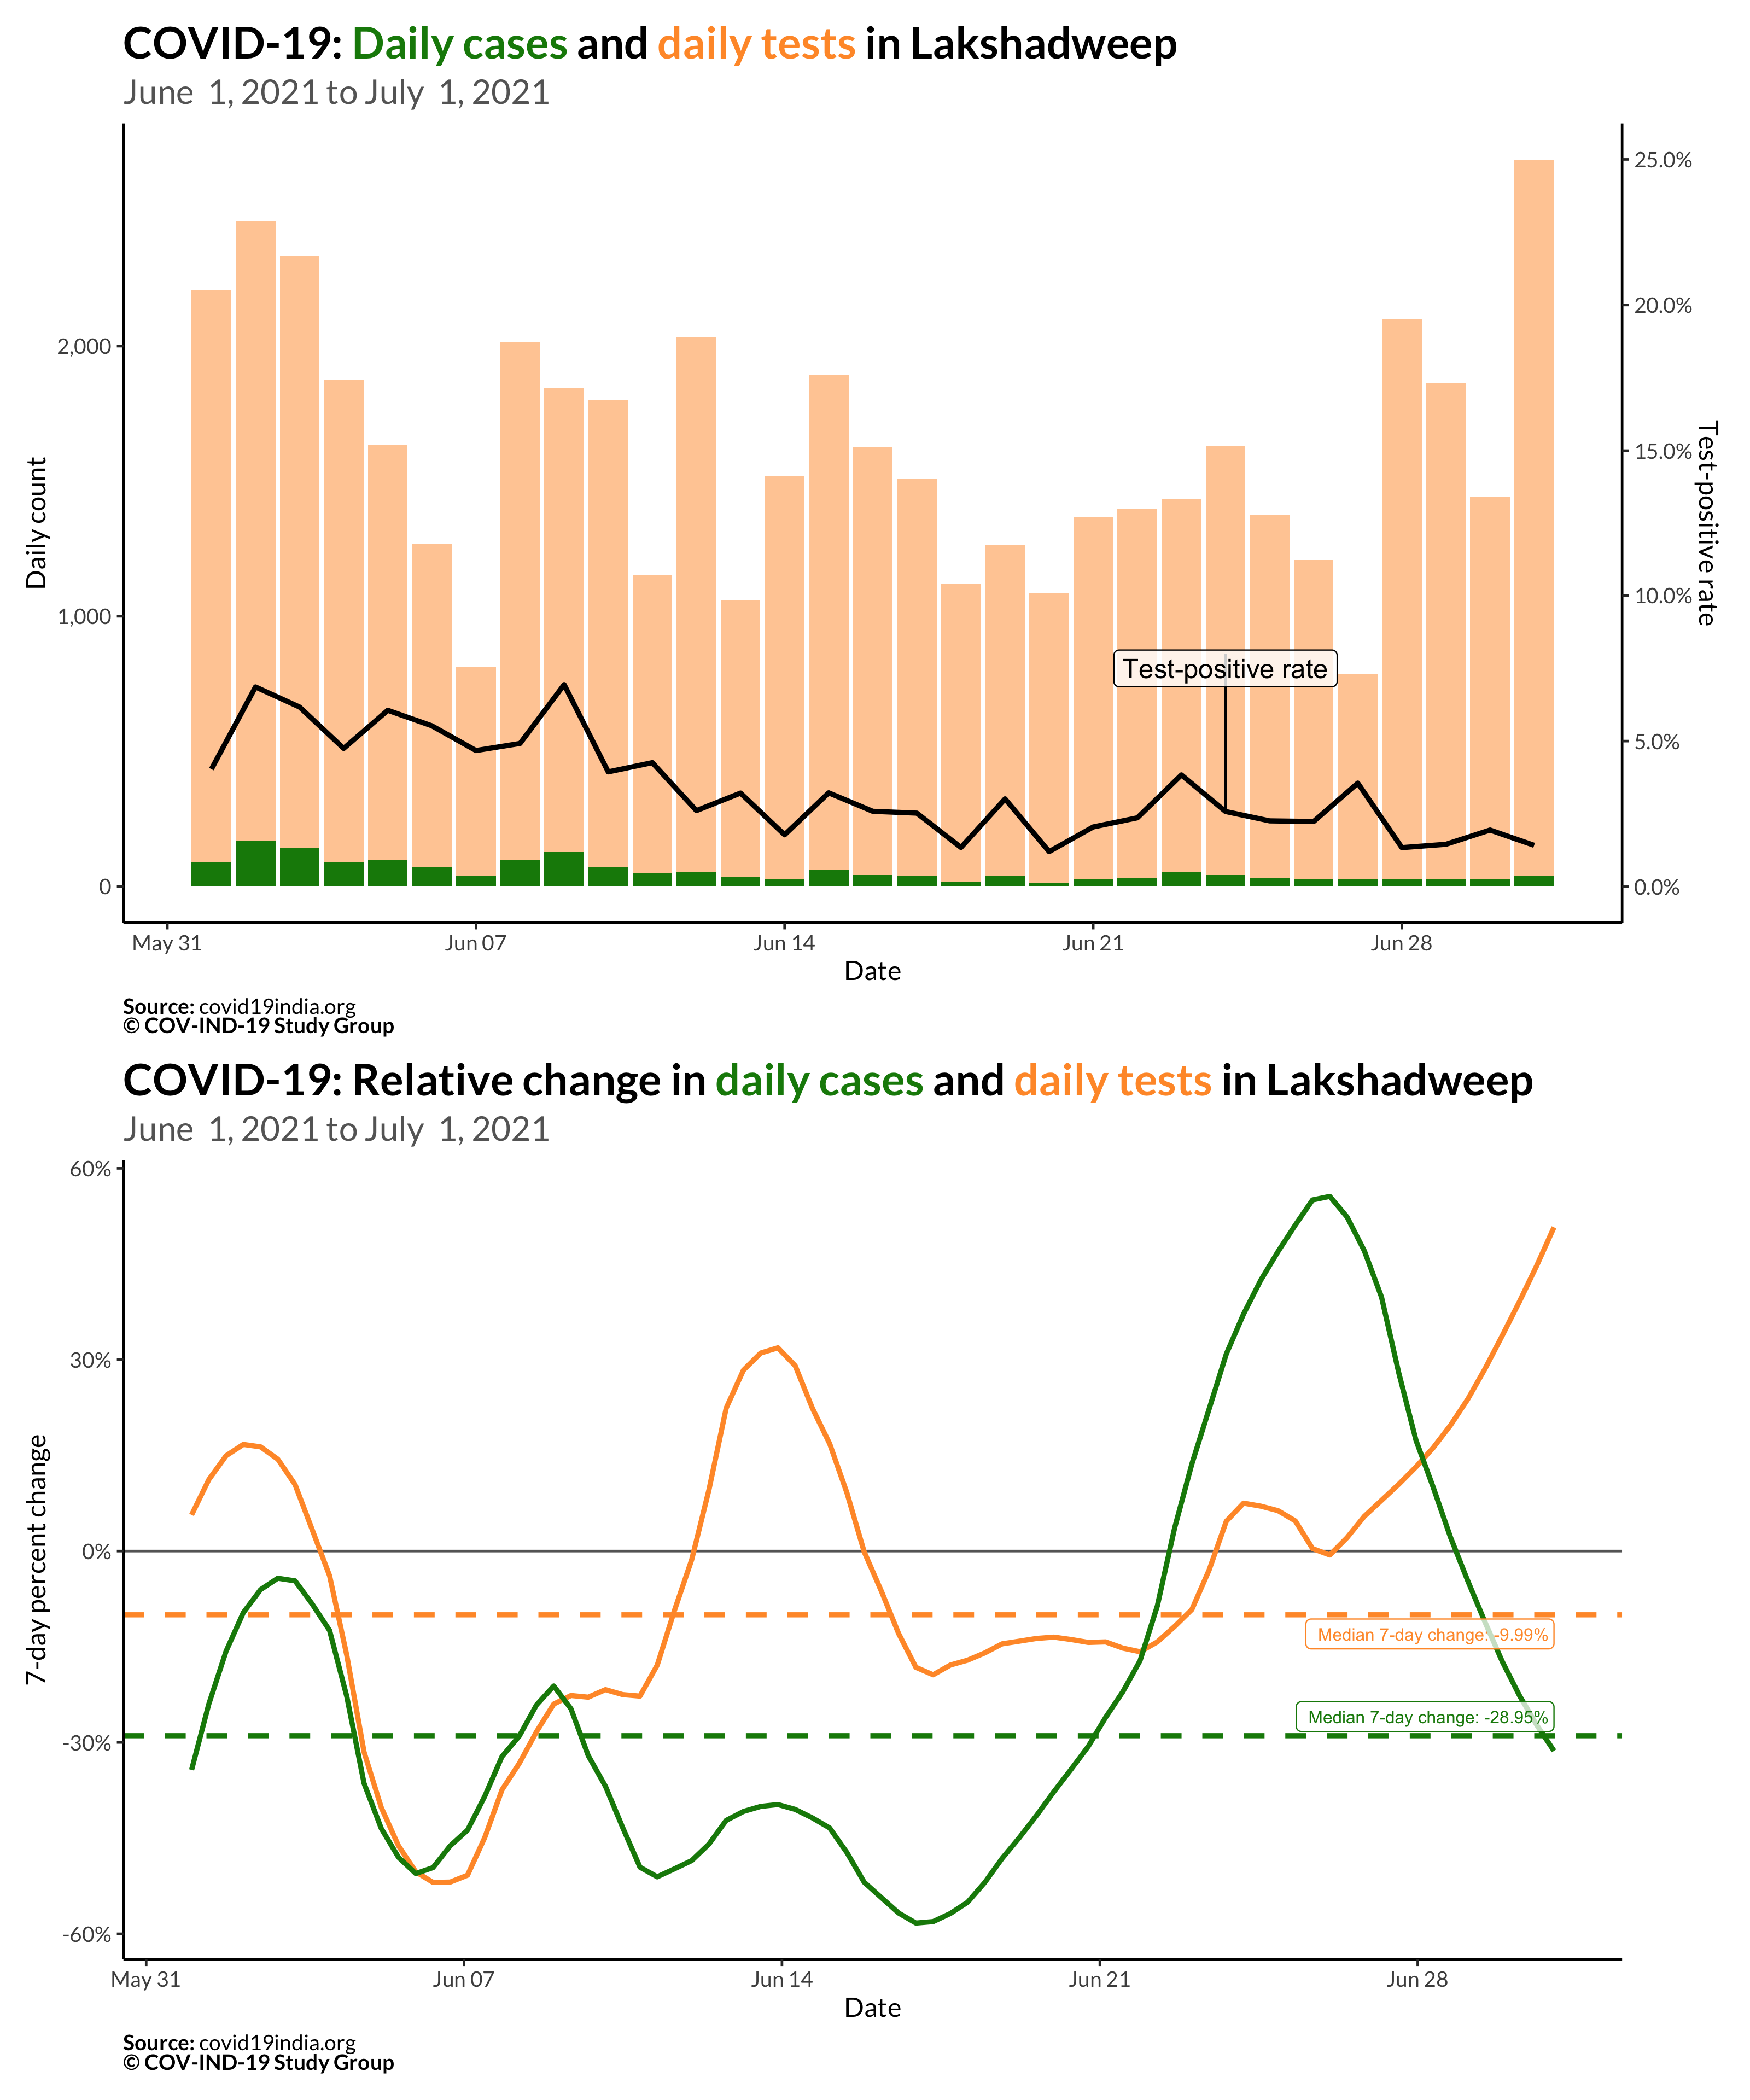 COVID-19: Daily cases and daily tests in Lakshadweep
June 1, 2021 to July 1, 2021
25.0%
20.0%
2,000
15.0%
Daily count
Test-positive rate
1,000
10.0%
Test-positive rate
5.0%
0
0.0%
May 31 Jun 07 Jun 14 Jun 21 Jun 28
Date
Source: covid19india.org
© COV-IND-19 Study Group
COVID-19: Relative change in daily cases and daily tests in Lakshadweep
June 1, 2021 to July 1, 2021
60%
30%
7-day percent change
0%
Median 7-day change: -9.99%
Median 7-day change: -28.95%
-30%
-60%
May 31 Jun 07 Jun 14 Jun 21 Jun 28
Date
Source: covid19india.org
© COV-IND-19 Study Group